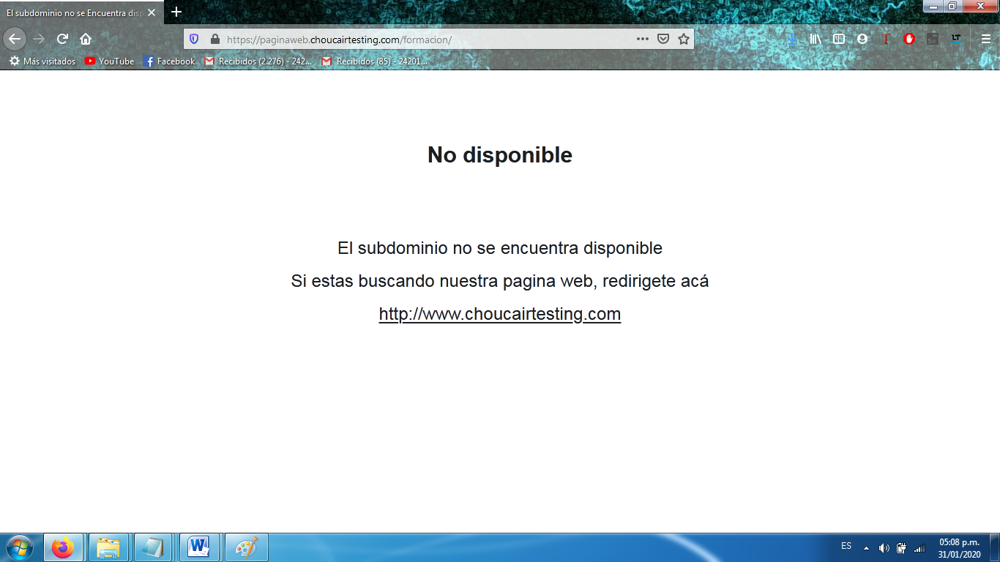 El subdominio no se Encuentra disp
https://paginaweb.choucairtesting.com/formacion/
Más visitados YouTube Facebook Recibidos (2.276) - 242... Recibidos (85) - 24201...
No disponible
El subdominio no se encuentra disponible
Si estas buscando nuestra pagina web, redirigete acá
http://www.choucairtesting.com
ES
05:08 p.m.
31/01/2020
LT